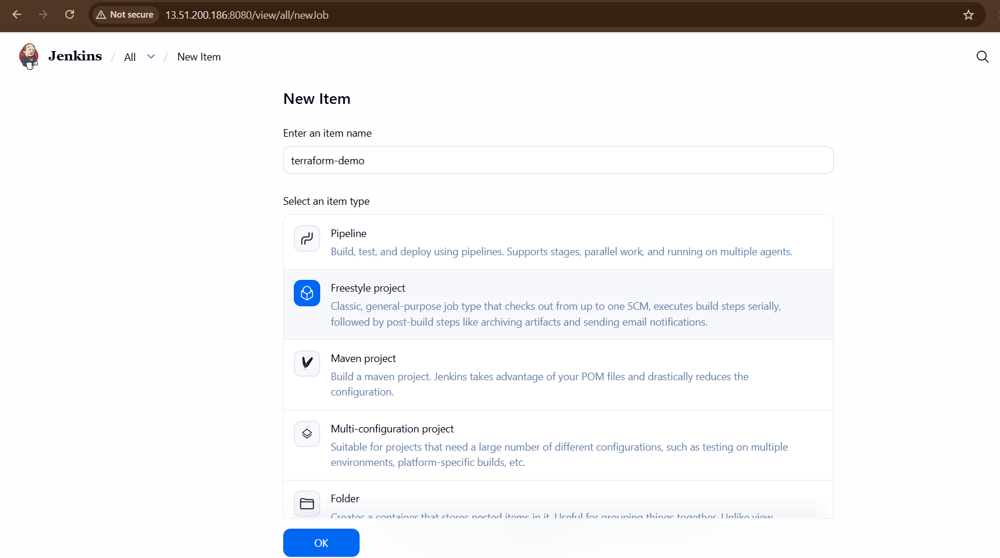 Not secure 13.51.200.186:8080/view/all/newJob
Jenkins / All / New Item
New Item
Enter an item name
terraform-demo
Select an item type
Pipeline
Build, test, and deploy using pipelines. Supports stages, parallel work, and running on multiple agents.
Freestyle project
Classic, general-purpose job type that checks out from up to one SCM, executes build steps serially,
followed by post-build steps like archiving artifacts and sending email notifications.
Maven project
Build a maven project. Jenkins takes advantage of your POM files and drastically reduces the
configuration.
Multi-configuration project
Suitable for projects that need a large number of different configurations, such as testing on multiple
environments, platform-specific builds, etc.
Folder
Creates a container that stores nested items in it. Useful for grouping things together. Unlike view,
OK